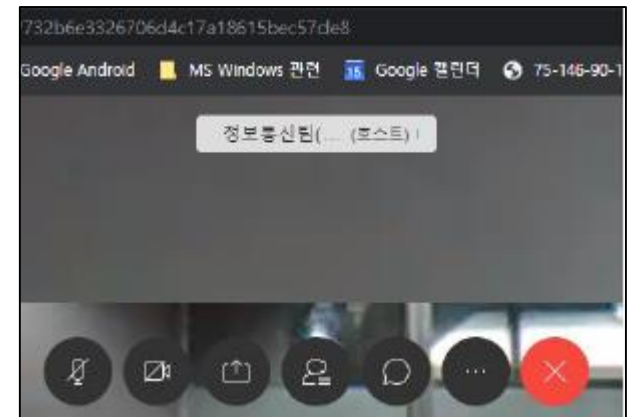 732b6e3326706d4c17a18615bec57de8
Google Android MS Windows 관련 15 Google 캘린더 75-146-90-1
정보통신팀(... (호스트)